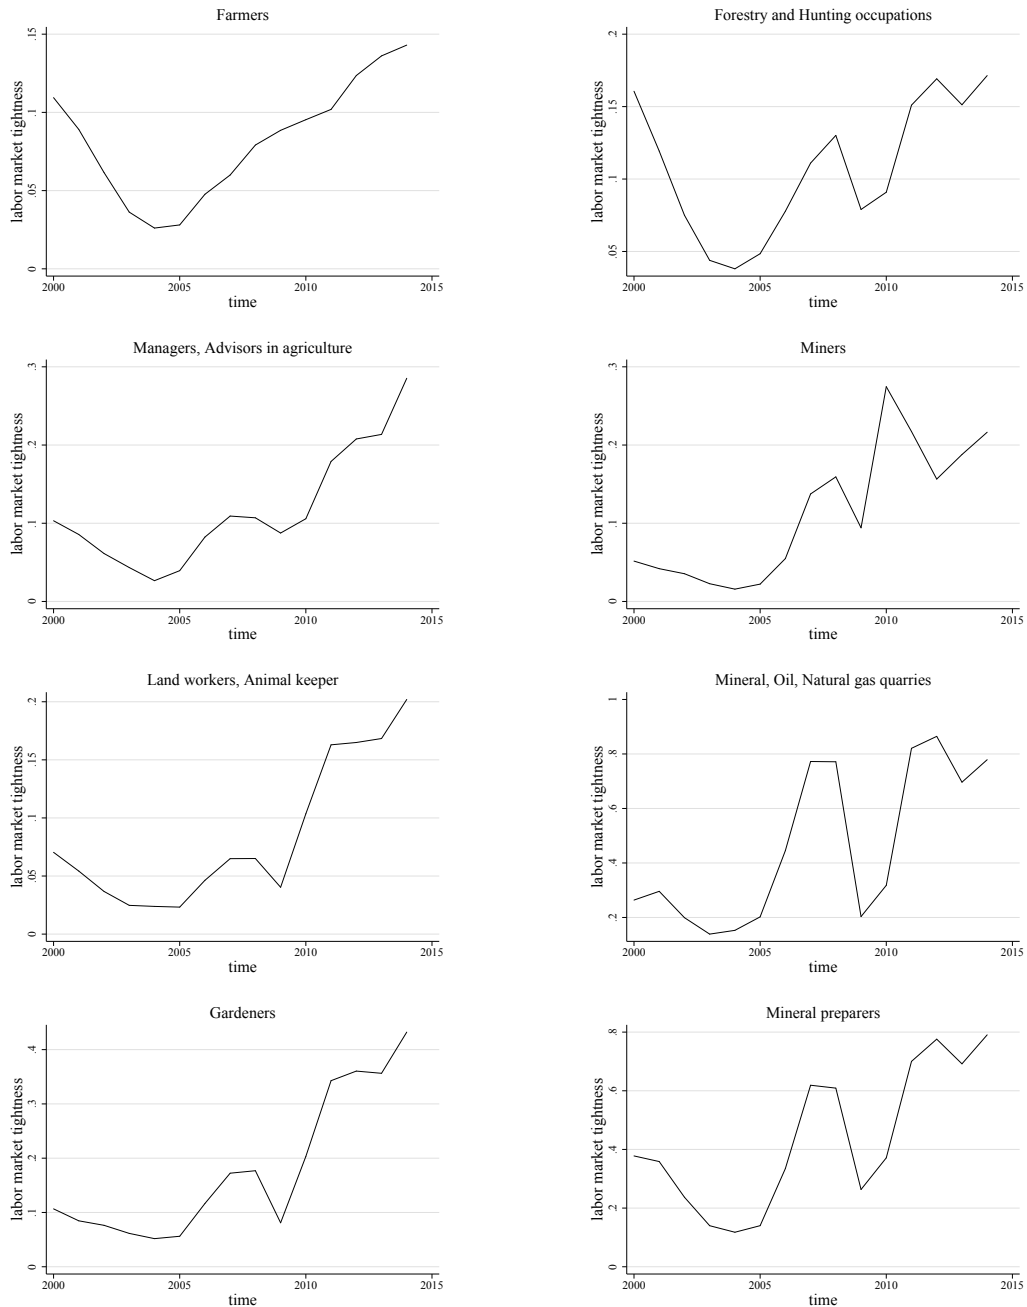 Farmers
labor market tightness
.15
.1
.05
0
2000 2005 2010 2015
time
Forestry and Hunting occupations
labor market tightness
.2
.15
.1
.05
2000 2005 2010 2015
time
Managers, Advisors in agriculture
labor market tightness
.3
.2
.1
0
2000 2005 2010 2015
time
Miners
labor market tightness
.3
.2
.1
0
2000 2005 2010 2015
time
Land workers, Animal keeper
labor market tightness
.2
.15
.1
.05
0
2000 2005 2010 2015
time
Mineral, Oil, Natural gas quarries
labor market tightness
1
.8
.6
.4
.2
2000 2005 2010 2015
time
Gardeners
labor market tightness
.4
.3
.2
.1
0
2000 2005 2010 2015
time
Mineral preparers
labor market tightness
.8
.6
.4
.2
0
2000 2005 2010 2015
time